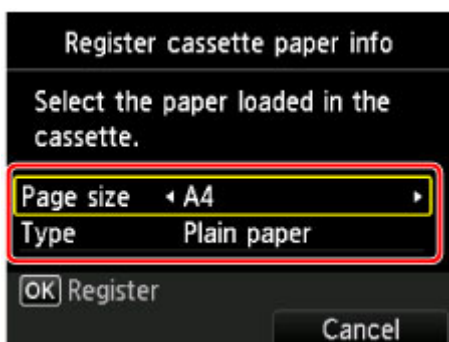 Register cassette paper info
Select the paper loaded in the
cassette.
Page size A4
Type Plain paper
OK Register
Cancel